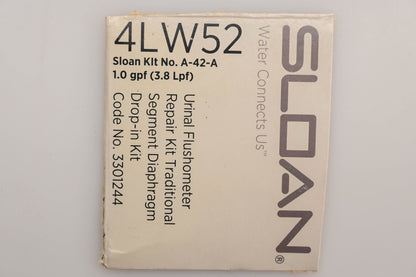 4LW52
Sloan Kit No. A-42-A
1.0 gpf (3.8 Lpf)
Urinal Flushometer
Repair Kit Traditional
Segment Diaphragm
Drop-in Kit
Code No. 3301244
SLOAN®
Water Connects Us™